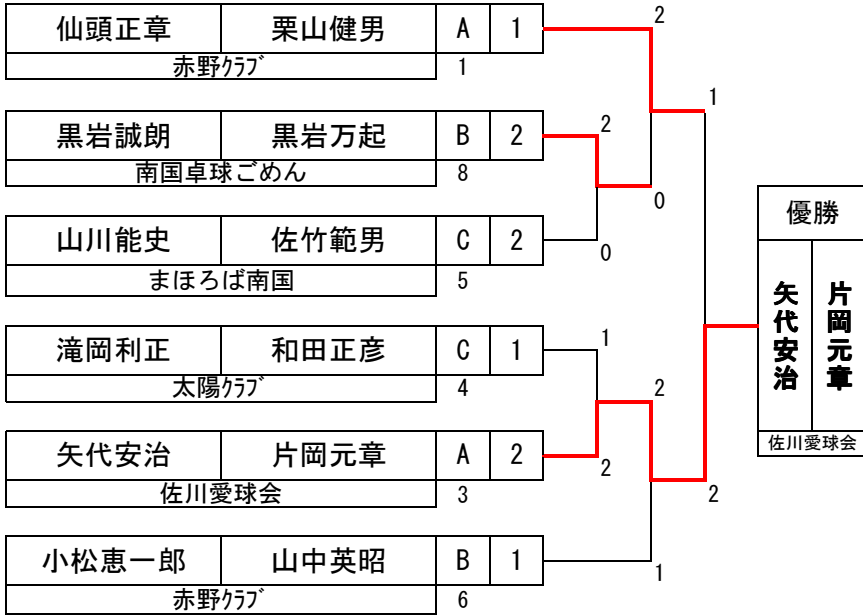 仙頭正章 栗山健男 A 1
赤野ｸﾗﾌﾞ 1
黒岩誠朗 黒岩万起 B 2
南国卓球ごめん 8
山川能史 佐竹範男 C 2
まほろば南国 5
滝岡利正 和田正彦 C 1
太陽ｸﾗﾌﾞ 4
矢代安治 片岡元章 A 2
佐川愛球会 3
小松恵一郎 山中英昭 B 1
赤野ｸﾗﾌﾞ 6
2
2
0
0
1
1
2
2
1
2
優勝
矢代安治
片岡元章
佐川愛球会